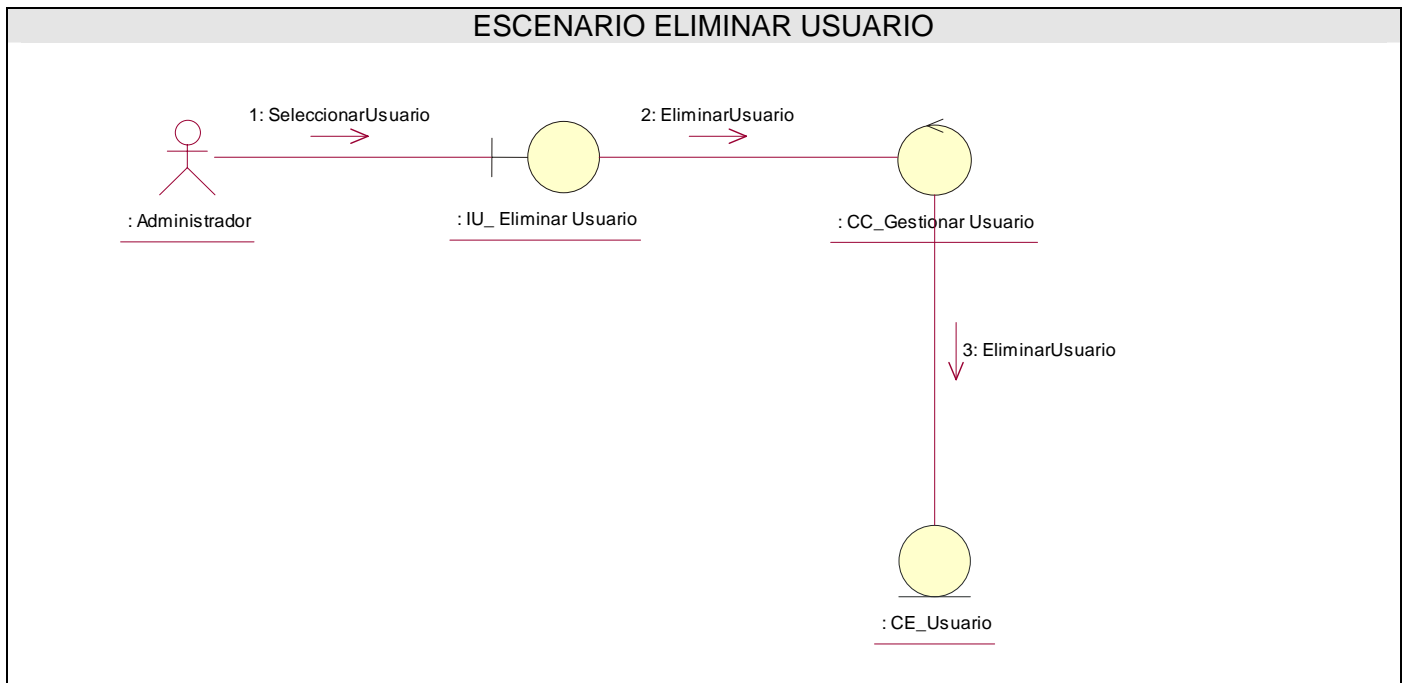 ESCENARIO ELIMINAR USUARIO
1: SeleccionarUsuario
2: EliminarUsuario
: Administrador
: IU_ Eliminar Usuario
: CC_Gestionar Usuario
3: EliminarUsuario
: CE_Usuario